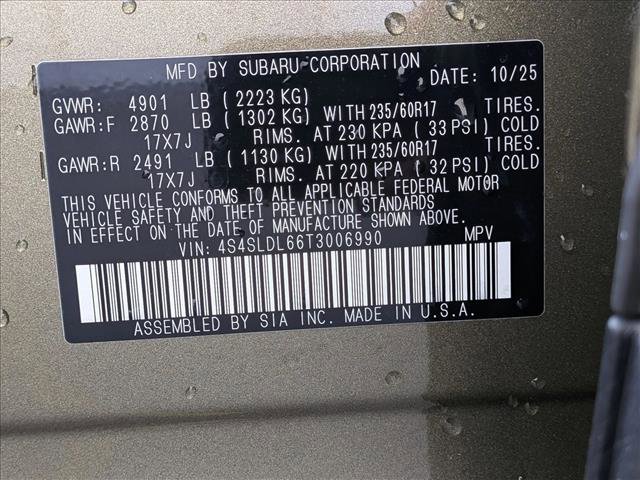 MFD BY SUBARU CORPORATION
DATE: 10/25
GVWR: 4901 LB (2223 KG)
GAWR:F 2870 LB (1302 KG) WITH 235/60R17 TIRES.
17X7J RIMS. AT 230 KPA (33 PSI) COLD
GAWR:R 2491 LB (1130 KG) WITH 235/60R17 TIRES.
17X7J RIMS. AT 220 KPA (32 PSI) COLD
THIS VEHICLE CONFORMS TO ALL APPLICABLE FEDERAL MOTOR
VEHICLE SAFETY AND THEFT PREVENTION STANDARDS
IN EFFECT ON THE DATE OF MANUFACTURE SHOWN ABOVE.
VIN: 4S4SLDL66T3006990 MPV
ASSEMBLED BY SIA INC. MADE IN U.S.A.